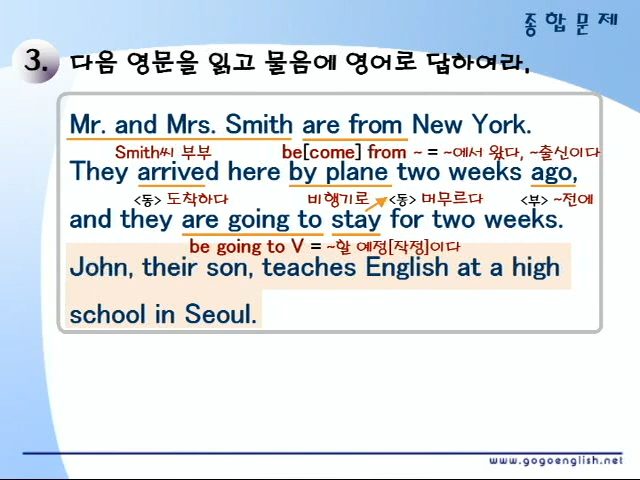 종합문제
3. 다음 영문을 읽고 물음에 영어로 답하여라.
Mr. and Mrs. Smith are from New York.
Smith씨 부부 be[come] from ~ = ~에서 왔다, ~출신이다
They arrived here by plane two weeks ago,
<동> 도착하다 비행기로 <동> 머무르다 <부> ~전에
and they are going to stay for two weeks.
be going to V = ~할 예정[작정]이다
John, their son, teaches English at a high
school in Seoul.
www.gogoenglish.net